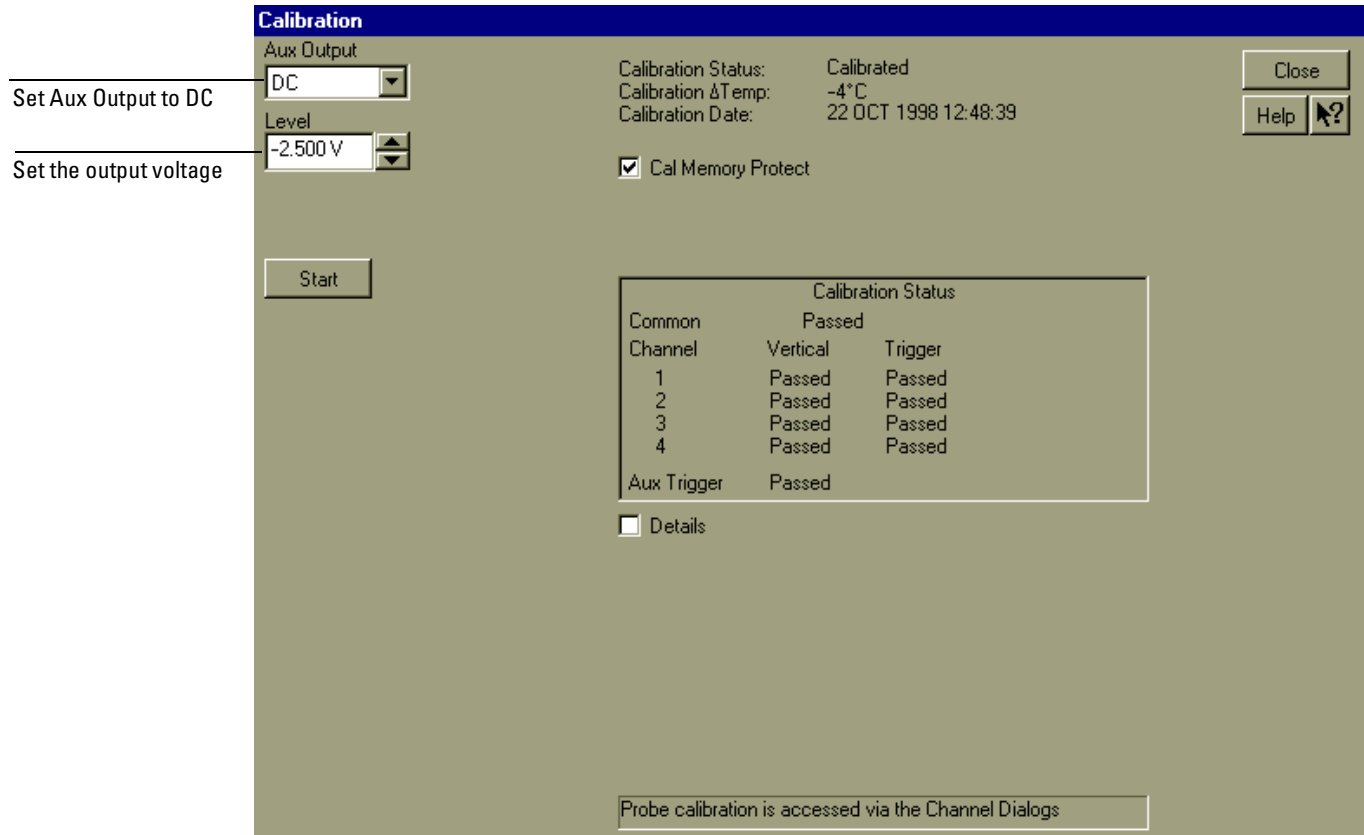 Calibration
Aux Output
DC
Set Aux Output to DC
Level
-2.500 V
Set the output voltage
Start
Calibration Status: Calibrated
Calibration ΔTemp: -4°C
Calibration Date: 22 OCT 1998 12:48:39
Cal Memory Protect
Close
Help ?
Calibration Status
Common Passed
Channel Vertical Trigger
1 Passed Passed
2 Passed Passed
3 Passed Passed
4 Passed Passed
Aux Trigger Passed
Details
Probe calibration is accessed via the Channel Dialogs